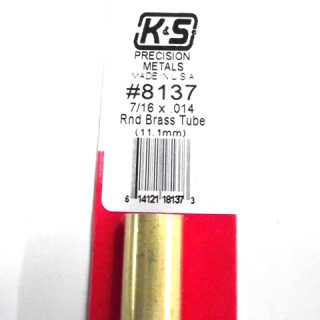 K&S
PRECISION
METALS
MADE IN U.S.A
#8137
7/16 x .014
Rnd Brass Tube
(11.1mm)
6 14121 18137 3